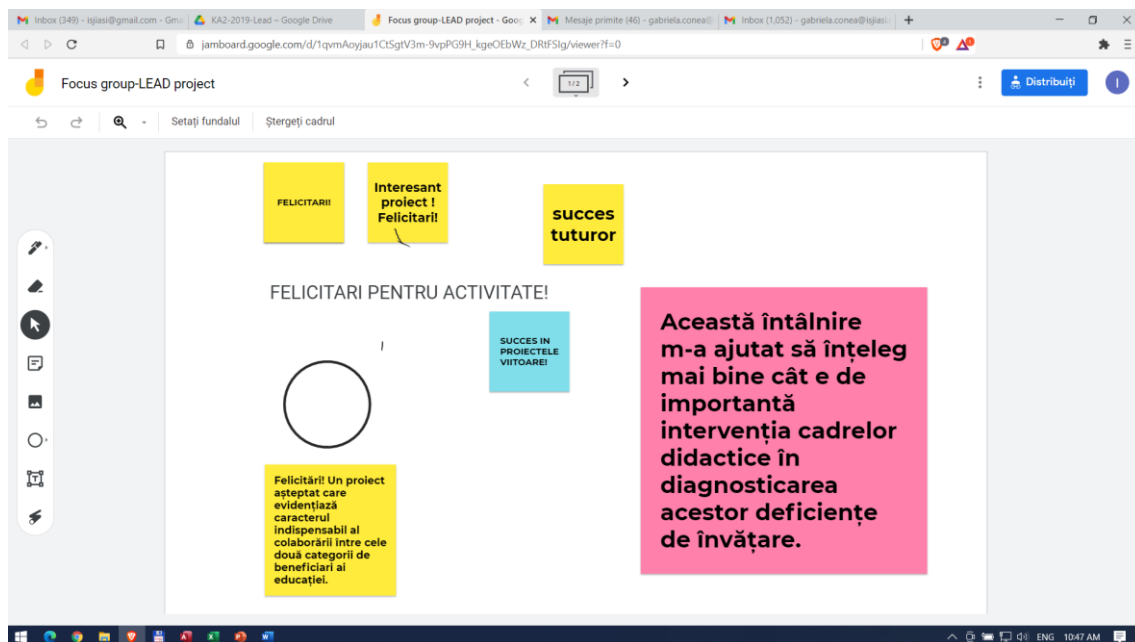 Inbox (349) - isjiasi@gmail.com - Gm
KA2-2019-Lead – Google Drive
Focus group-LEAD project - Goog
Mesaje primite (46) - gabriela.conea@
Inbox (1,052) - gabriela.conea@isjiasi
jamboard.google.com/d/1qvmAoyjau1CtSgtV3m-9vpPG9H_kgeOEbWz_DRtFSIg/viewer?f=0
Focus group-LEAD project
1/2
Distribuiți
I
Setați fundalul
Ștergeți cadrul
FELICITARI!
Interesant
proiect !
Felicitari!
succes
tuturor
FELICITARI PENTRU ACTIVITATE!
SUCCES IN
PROIECTELE
VIITOARE!
Această întâlnire
m-a ajutat să înțeleg
mai bine cât e de
importantă
intervenția cadrelor
didactice în
diagnosticarea
acestor deficiențe
de învățare.
Felicitări! Un proiect
așteptat care
evidențiază
caracterul
indispensabil al
colaborării între cele
două categorii de
beneficiari ai
educației.
ENG
10:47 AM